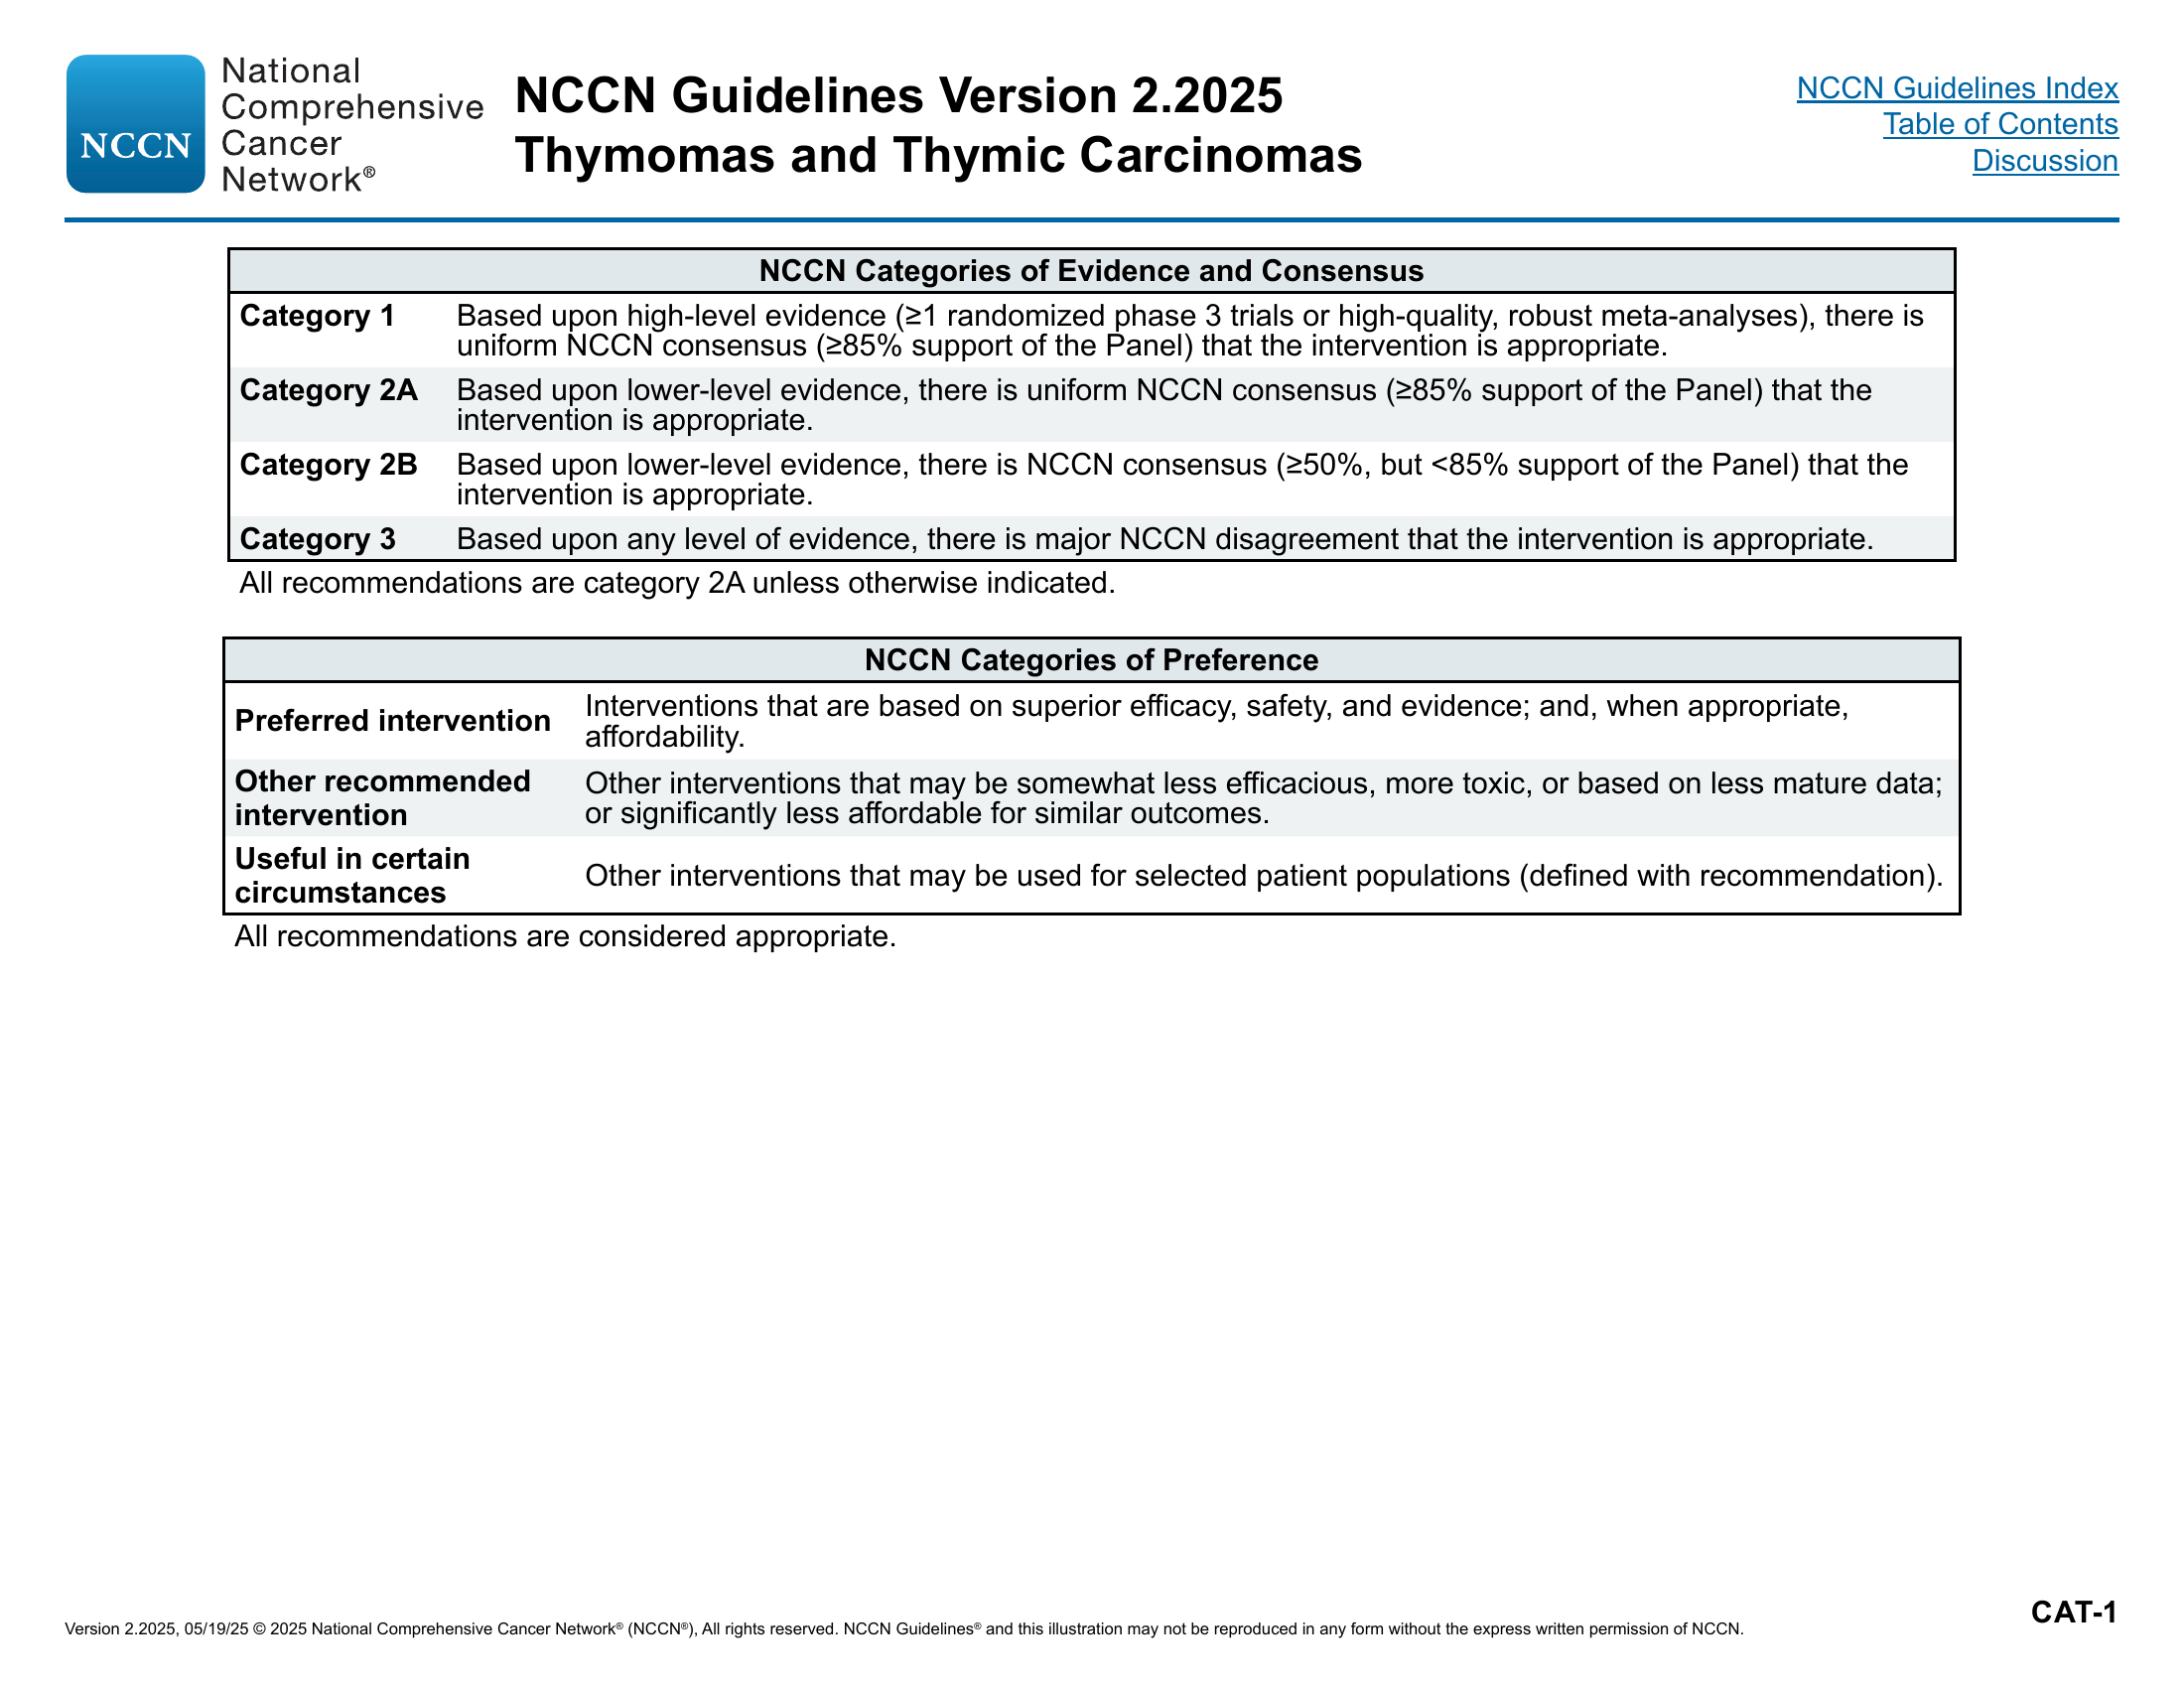 NCCN
National
Comprehensive
Cancer
Network®
NCCN Guidelines Version 2.2025
Thymomas and Thymic Carcinomas
NCCN Guidelines Index
Table of Contents
Discussion
NCCN Categories of Evidence and Consensus
Category 1
Based upon high-level evidence (≥1 randomized phase 3 trials or high-quality, robust meta-analyses), there is
uniform NCCN consensus (≥85% support of the Panel) that the intervention is appropriate.
Category 2A
Based upon lower-level evidence, there is uniform NCCN consensus (≥85% support of the Panel) that the
intervention is appropriate.
Category 2B
Based upon lower-level evidence, there is NCCN consensus (≥50%, but <85% support of the Panel) that the
intervention is appropriate.
Category 3
Based upon any level of evidence, there is major NCCN disagreement that the intervention is appropriate.
All recommendations are category 2A unless otherwise indicated.
NCCN Categories of Preference
Preferred intervention
Interventions that are based on superior efficacy, safety, and evidence; and, when appropriate,
affordability.
Other recommended
intervention
Other interventions that may be somewhat less efficacious, more toxic, or based on less mature data;
or significantly less affordable for similar outcomes.
Useful in certain
circumstances
Other interventions that may be used for selected patient populations (defined with recommendation).
All recommendations are considered appropriate.
CAT-1
Version 2.2025, 05/19/25 © 2025 National Comprehensive Cancer Network® (NCCN®), All rights reserved. NCCN Guidelines® and this illustration may not be reproduced in any form without the express written permission of NCCN.